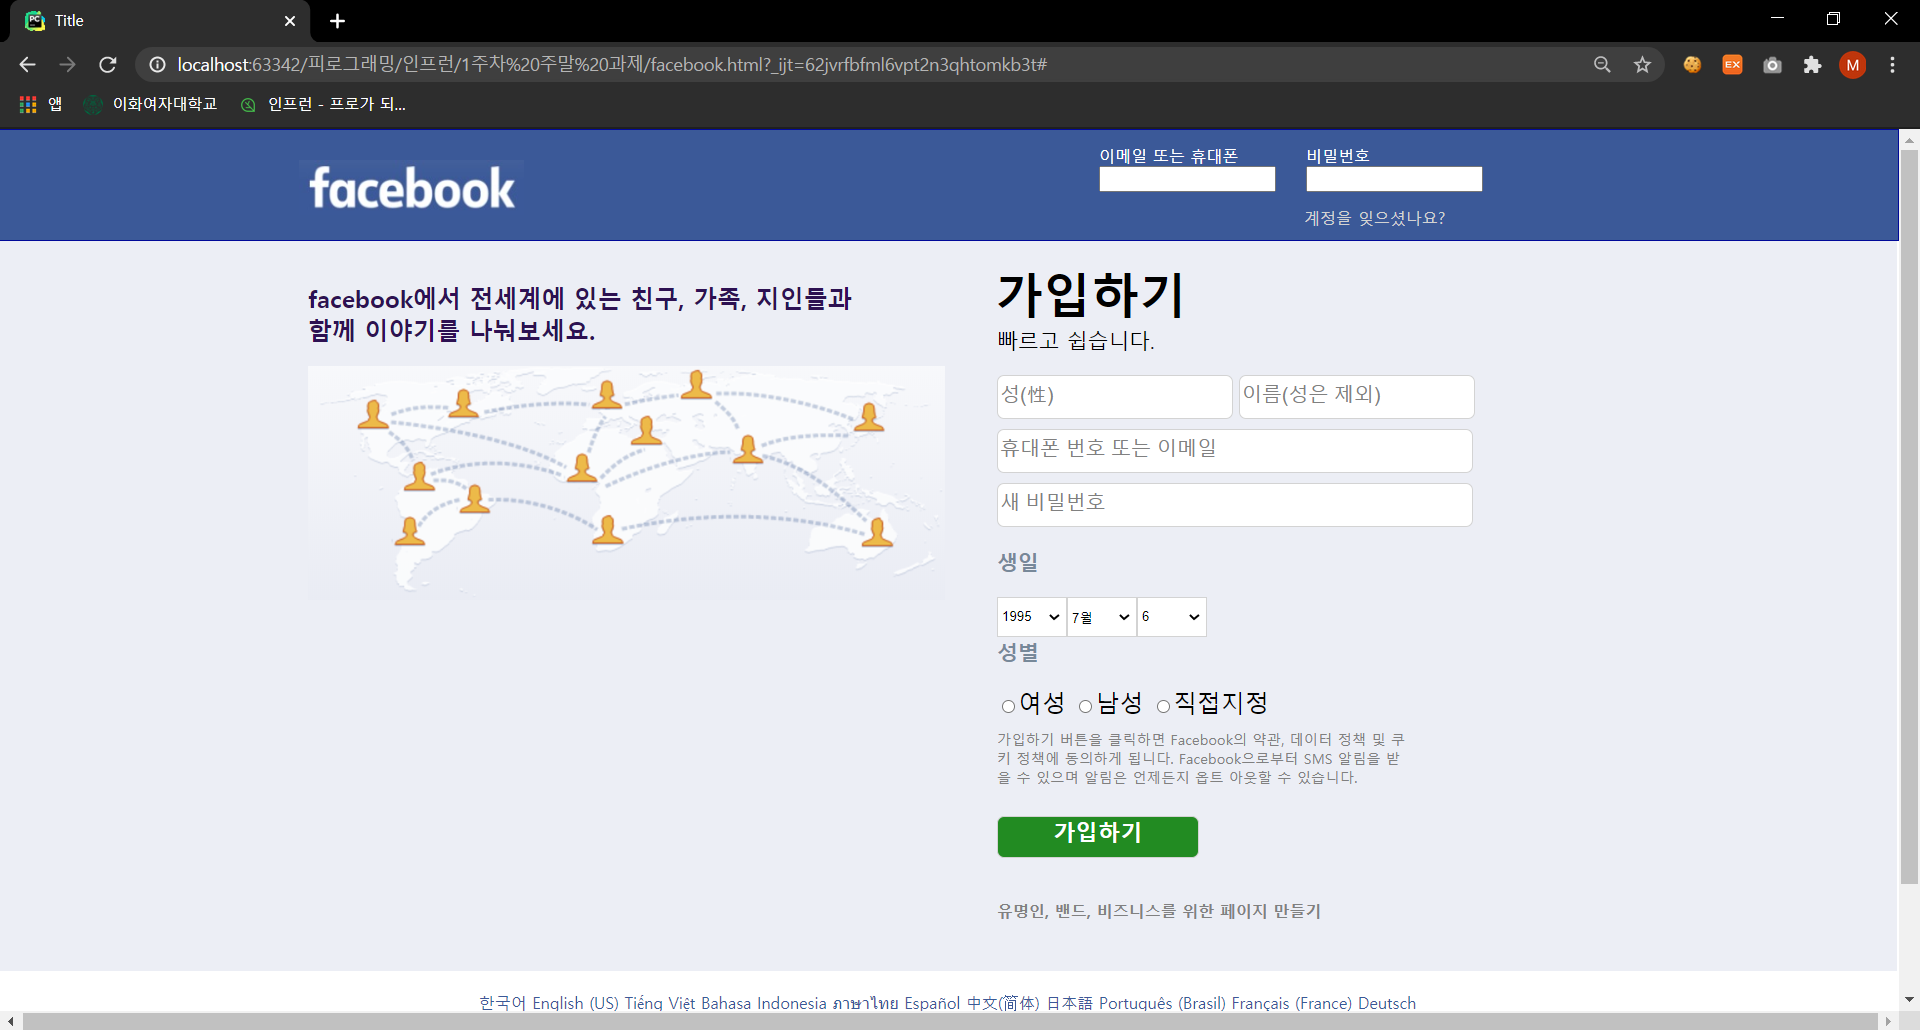 Title
localhost:63342/피로그래밍/인프런/1주차%20주말%20과제/facebook.html?_ijt=62jvrfbfml6vpt2n3qhtomkb3t#
EX
M
앱 이화여자대학교 인프런 - 프로가 되...
facebook
이메일 또는 휴대폰 비밀번호
계정을 잊으셨나요?
facebook에서 전세계에 있는 친구, 가족, 지인들과
함께 이야기를 나눠보세요.
가입하기
빠르고 쉽습니다.
성(性) 이름(성은 제외)
휴대폰 번호 또는 이메일
새 비밀번호
생일
1995 7월 6
성별
여성 남성 직접지정
가입하기 버튼을 클릭하면 Facebook의 약관, 데이터 정책 및 쿠
키 정책에 동의하게 됩니다. Facebook으로부터 SMS 알림을 받
을 수 있으며 알림은 언제든지 옵트 아웃할 수 있습니다.
가입하기
유명인, 밴드, 비즈니스를 위한 페이지 만들기
한국어 English (US) Tiếng Việt Bahasa Indonesia ภาษาไทย Español 中文(简体) 日本語 Português (Brasil) Français (France) Deutsch